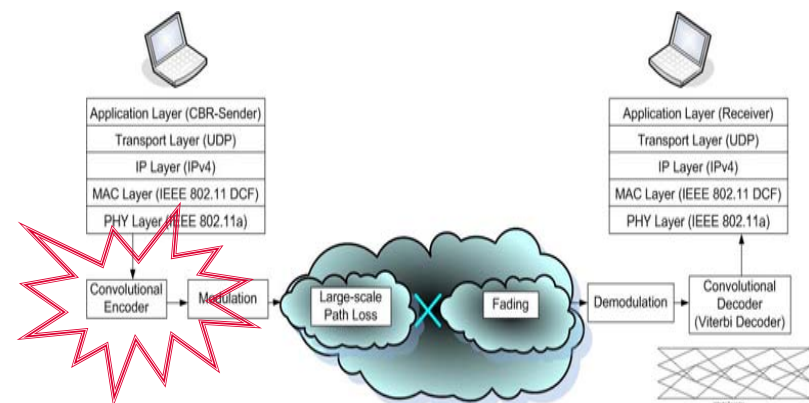 Application Layer (CBR-Sender)
Transport Layer (UDP)
IP Layer (IPv4)
MAC Layer (IEEE 802.11 DCF)
PHY Layer (IEEE 802.11a)
Convolutional
Encoder
Modulation
Large-scale
Path Loss
Fading
Demodulation
Convolutional
Decoder
(Viterbi Decoder)
Application Layer (Receiver)
Transport Layer (UDP)
IP Layer (IPv4)
MAC Layer (IEEE 802.11 DCF)
PHY Layer (IEEE 802.11a)